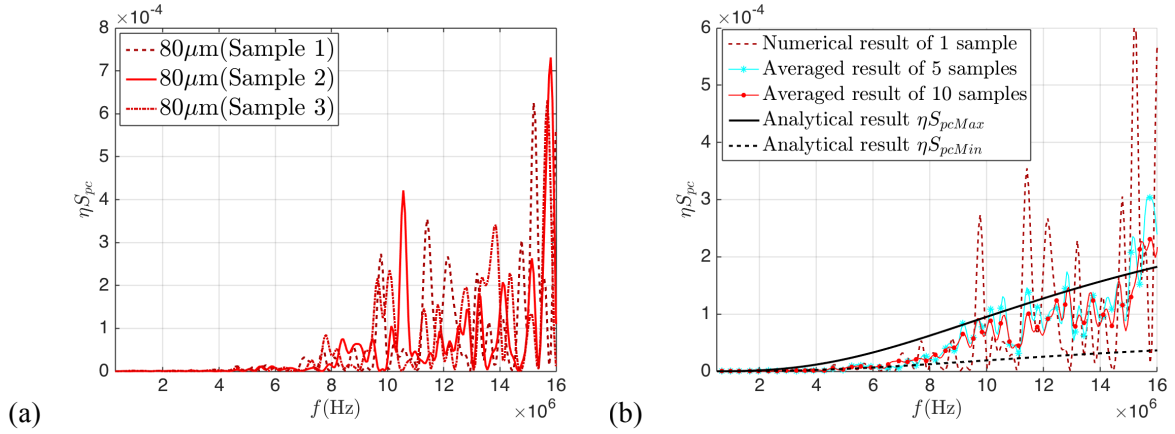 ×10⁻⁴
8
7
6
5
4
3
2
1
0
ηS_pc
80μm(Sample 1)
80μm(Sample 2)
80μm(Sample 3)
2 4 6 8 10 12 14 16
f(Hz)
×10⁶
(a)
×10⁻⁴
6
5
4
3
2
1
0
ηS_pc
Numerical result of 1 sample
Averaged result of 5 samples
Averaged result of 10 samples
Analytical result ηS_pcMax
Analytical result ηS_pcMin
2 4 6 8 10 12 14 16
f(Hz)
×10⁶
(b)